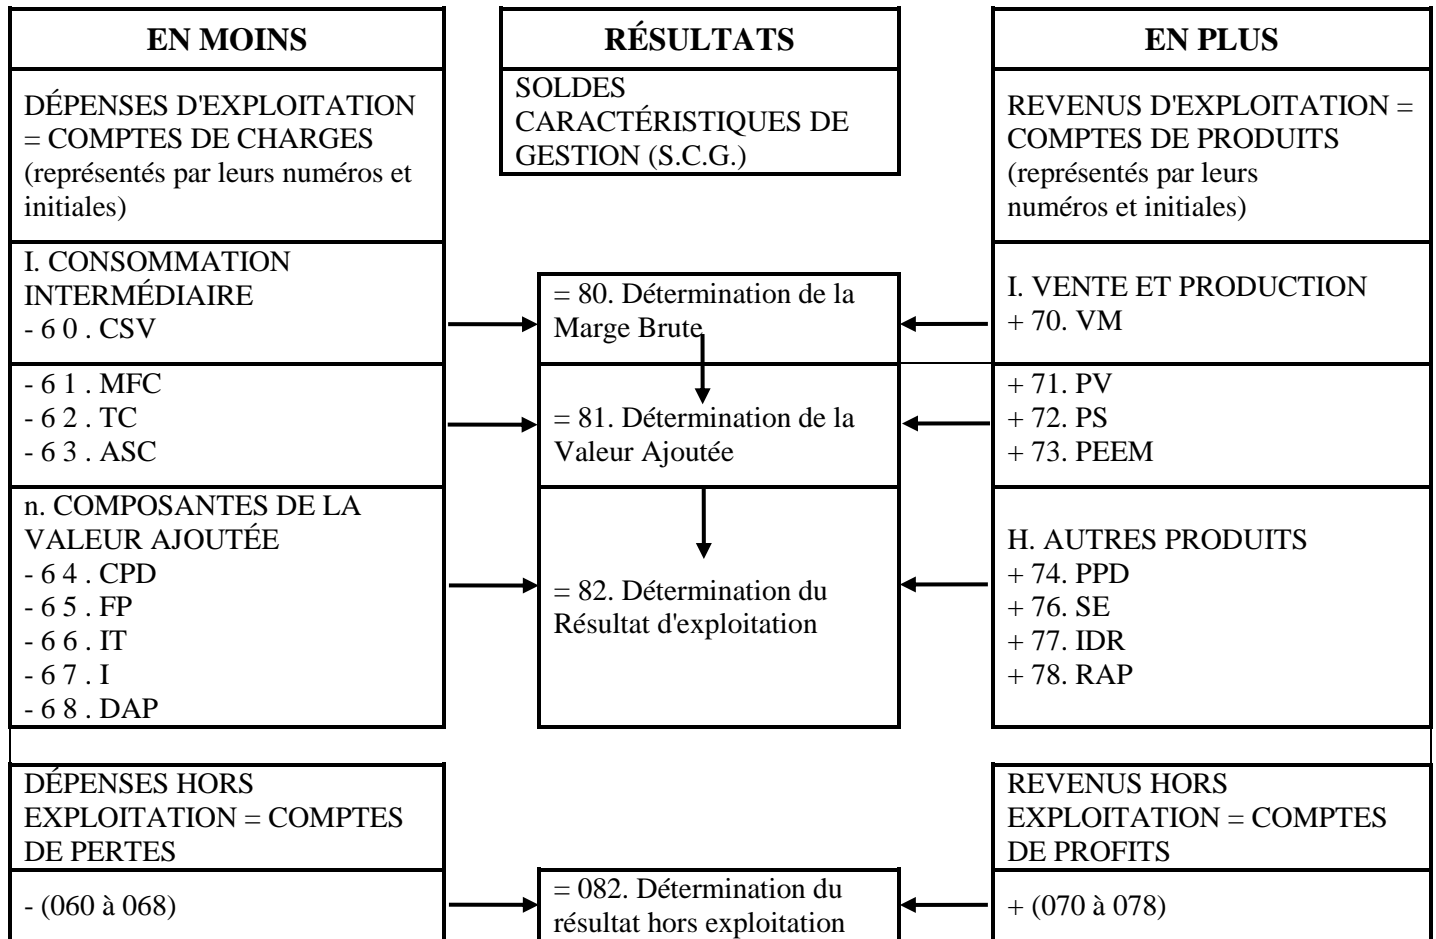 EN MOINS
DÉPENSES D'EXPLOITATION
= COMPTES DE CHARGES
(représentés par leurs numéros et
initiales)
I. CONSOMMATION
INTERMÉDIAIRE
- 6 0 . CSV
- 6 1 . MFC
- 6 2 . TC
- 6 3 . ASC
n. COMPOSANTES DE LA
VALEUR AJOUTÉE
- 6 4 . CPD
- 6 5 . FP
- 6 6 . IT
- 6 7 . I
- 6 8 . DAP
DÉPENSES HORS
EXPLOITATION = COMPTES
DE PERTES
- (060 à 068)
RÉSULTATS
SOLDES
CARACTÉRISTIQUES DE
GESTION (S.C.G.)
= 80. Détermination de la
Marge Brute
= 81. Détermination de la
Valeur Ajoutée
= 82. Détermination du
Résultat d'exploitation
= 082. Détermination du
résultat hors exploitation
EN PLUS
REVENUS D'EXPLOITATION =
COMPTES DE PRODUITS
(représentés par leurs
numéros et initiales)
I. VENTE ET PRODUCTION
+ 70. VM
+ 71. PV
+ 72. PS
+ 73. PEEM
H. AUTRES PRODUITS
+ 74. PPD
+ 76. SE
+ 77. IDR
+ 78. RAP
REVENUS HORS
EXPLOITATION = COMPTES
DE PROFITS
+ (070 à 078)